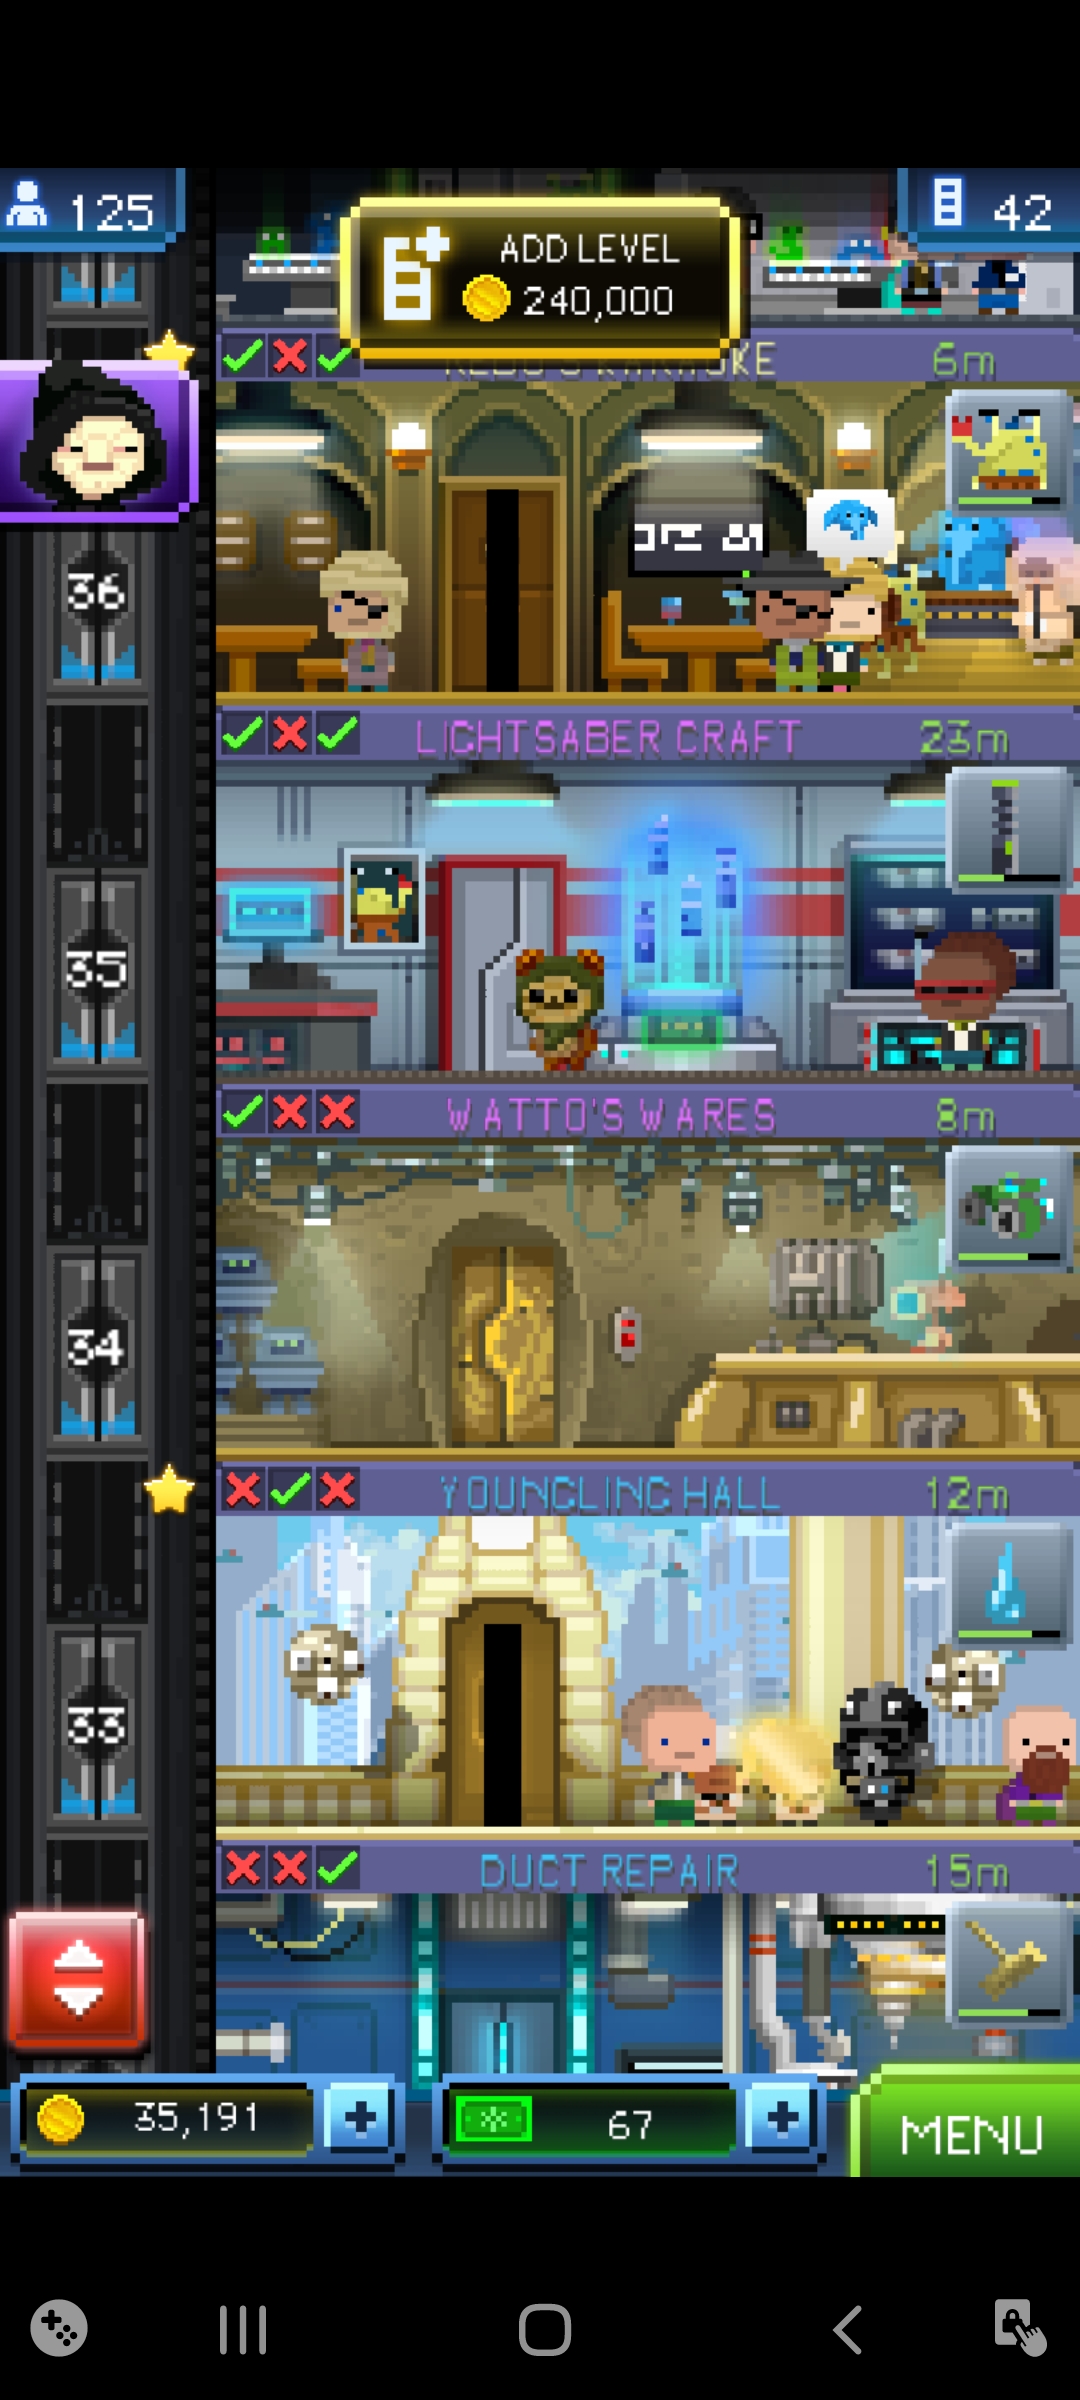 125
42
ADD LEVEL
240,000
KARAOKE
6m
36
LIGHTSABER CRAFT
23m
35
WATTO'S WARES
8m
34
YOUNGLING HALL
12m
33
DUCT REPAIR
15m
35,191
67
MENU